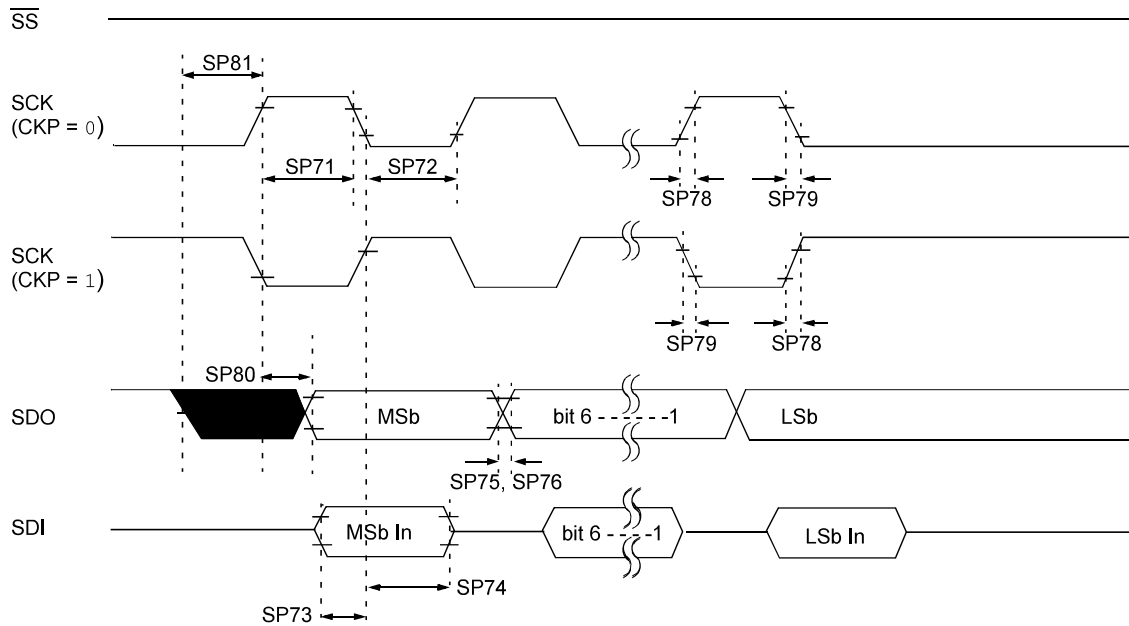 SS
SP81
SCK
(CKP = 0)
SP71
SP72
SP78
SP79
SCK
(CKP = 1)
SP79
SP78
SP80
SDO
MSb
bit 6 - - - - - -1
LSb
SP75, SP76
SDI
MSb In
bit 6 - - - - -1
LSb In
SP74
SP73